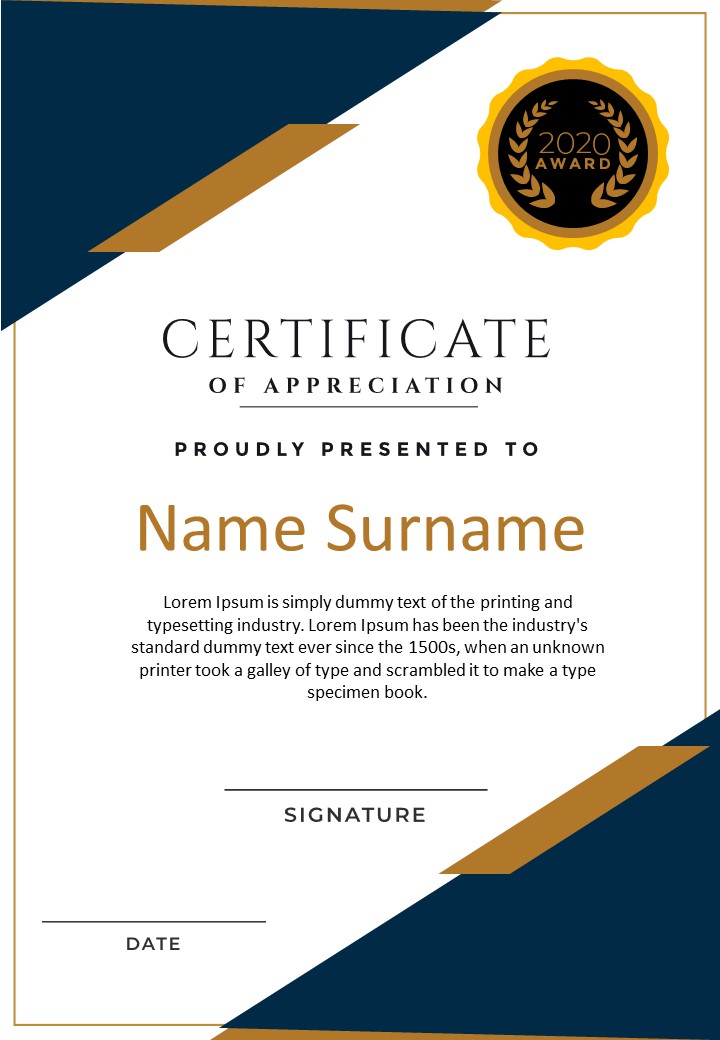 2020
AWARD
CERTIFICATE
OF APPRECIATION
PROUDLY PRESENTED TO
Name Surname
Lorem Ipsum is simply dummy text of the printing and
typesetting industry. Lorem Ipsum has been the industry's
standard dummy text ever since the 1500s, when an unknown
printer took a galley of type and scrambled it to make a type
specimen book.
SIGNATURE
DATE